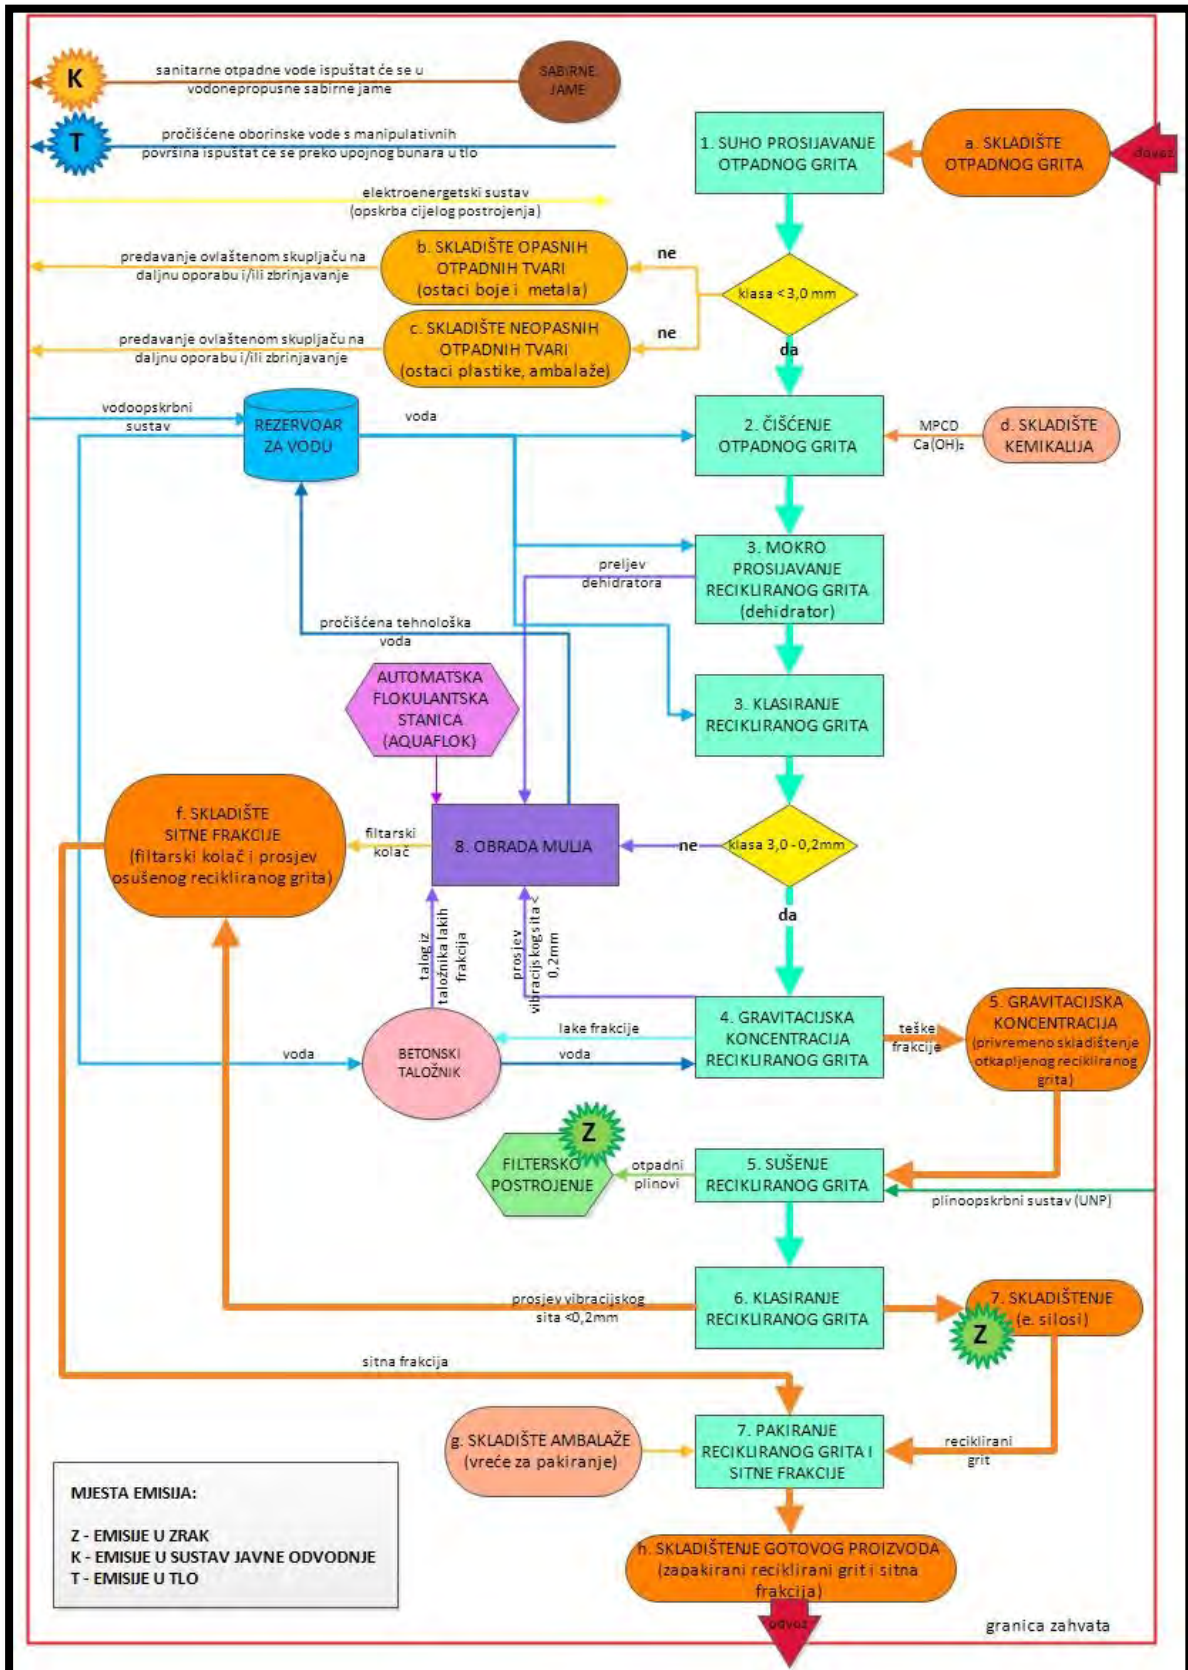 K
sanitarne otpadne vode ispuštat će se u
vodonepropusne sabirne jame
SABIRNE
JAME
T
pročišćene oborinske vode s manipulativnih
površina ispuštat će se preko upojnog bunara u tlo
1. SUHO PROSIJAVANJE
OTPADNOG GRITA
a. SKLADIŠTE
OTPADNOG GRITA
dovoz
elektroenergetski sustav
(opskrba cijelog postrojenja)
predavanje ovlaštenom skupljaču na
daljnu oporabu i/ili zbrinjavanje
b. SKLADIŠTE OPASNIH
OTPADNIH TVARI
(ostaci boje i metala)
ne
klasa <3,0 mm
predavanje ovlaštenom skupljaču na
daljnu oporabu i/ili zbrinjavanje
c. SKLADIŠTE NEOPASNIH
OTPADNIH TVARI
(ostaci plastike, ambalaže)
ne
da
vodoopskrbni
sustav
REZERVOAR
ZA VODU
voda
2. ČIŠĆENJE
OTPADNOG GRITA
MPCD
Ca(OH)₂
d. SKLADIŠTE
KEMIKALIJA
preljev
dehidratora
3. MOKRO
PROSIJAVANJE
RECIKLIRANOG GRITA
(dehidrator)
pročišćena tehnološka
voda
AUTOMATSKA
FLOKULANTSKA
STANICA
(AQUAFLOK)
3. KLASIRANJE
RECIKLIRANOG GRITA
f. SKLADIŠTE
SITNE FRAKCIJE
(filtarski kolač i prosjev
osušenog recikliranog grita)
filtarski
kolač
8. OBRADA MULJA
ne
klasa 3,0 - 0,2mm
da
talog iz
taložnika lakih
frakcija
prosjev
vibracijskog sita <
0,2mm
voda
BETONSKI
TALOŽNIK
lake frakcije
voda
4. GRAVITACIJSKA
KONCENTRACIJA
RECIKLIRANOG GRITA
teške
frakcije
5. GRAVITACIJSKA
KONCENTRACIJA
(privremeno skladištenje
otkapljenog recikliranog
grita)
Z
FILTERSKO
POSTROJENJE
otpadni
plinovi
5. SUŠENJE
RECIKLIRANOG GRITA
plinoopskrbni sustav (UNP)
prosjev vibracijskog
sita <0,2mm
6. KLASIRANJE
RECIKLIRANOG GRITA
7. SKLADIŠTENJE
(e. silosi)
Z
sitna frakcija
g. SKLADIŠTE AMBALAŽE
(vreće za pakiranje)
7. PAKIRANJE
RECIKLIRANOG GRITA I
SITNE FRAKCIJE
reciklirani
grit
MJESTA EMISIJA:
Z - EMISIJE U ZRAK
K - EMISIJE U SUSTAV JAVNE ODVODNJE
T - EMISIJE U TLO
h. SKLADIŠTENJE GOTOVOG PROIZVODA
(zapakirani reciklirani grit i sitna
frakcija)
odvoz
granica zahvata